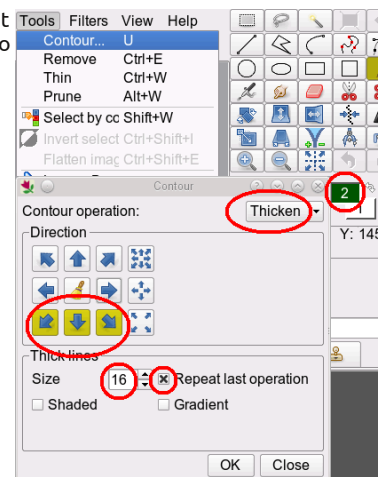 t
o
Tools Filters View Help
Contour... U
Remove Ctrl+E
Thin Ctrl+W
Prune Alt+W
Select by cc Shift+W
Invert select Ctrl+Shift+I
Flatten imag Ctrl+Shift+E
Contour
2
1
Contour operation: Thicken
Y: 145
Direction
Thick lines
Size 16 Repeat last operation
Shaded Gradient
OK Close